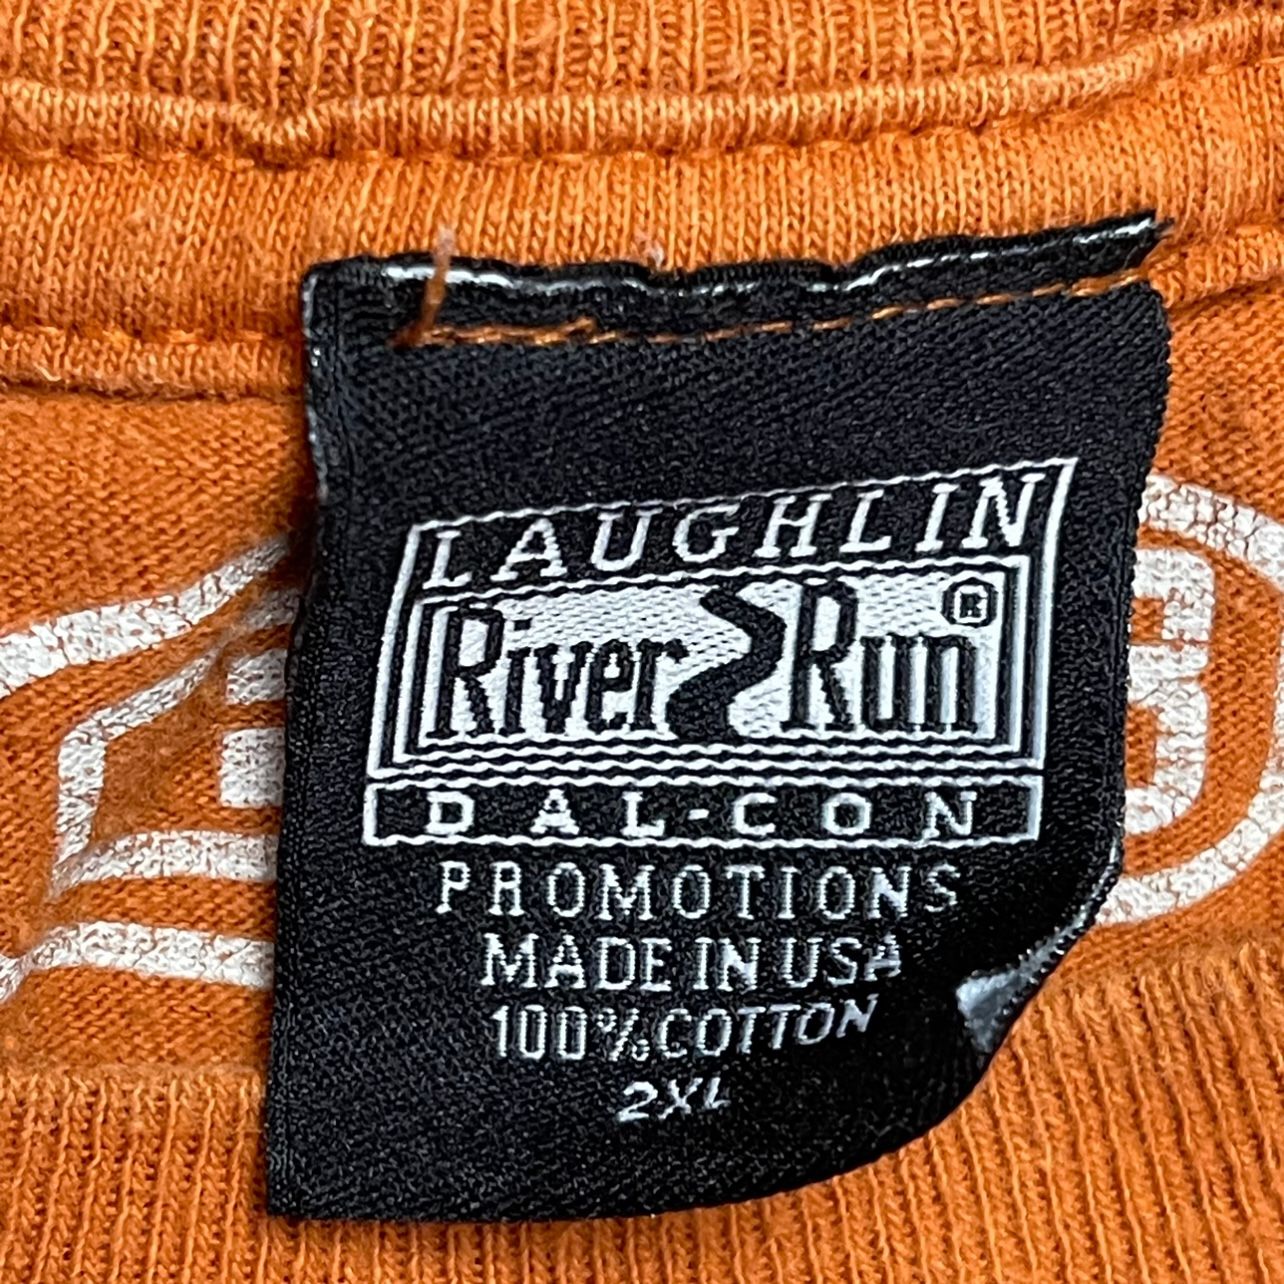 LAUGHLIN
River Run ®
DAL-CON
PROMOTIONS
MADE IN USA
100% COTTON
2XL